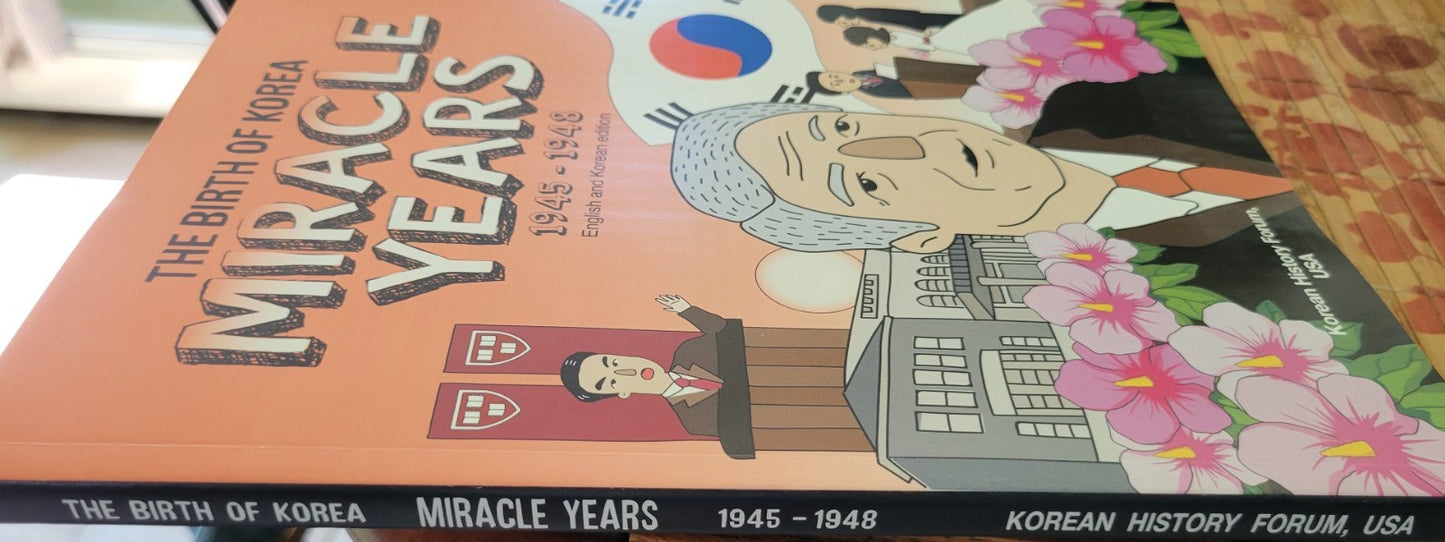 THE BIRTH OF KOREA
MIRACLE
YEARS
1945 - 1948
English and Korean edition
Korean History Forum
USA
THE BIRTH OF KOREA MIRACLE YEARS 1945 - 1948 KOREAN HISTORY FORUM, USA